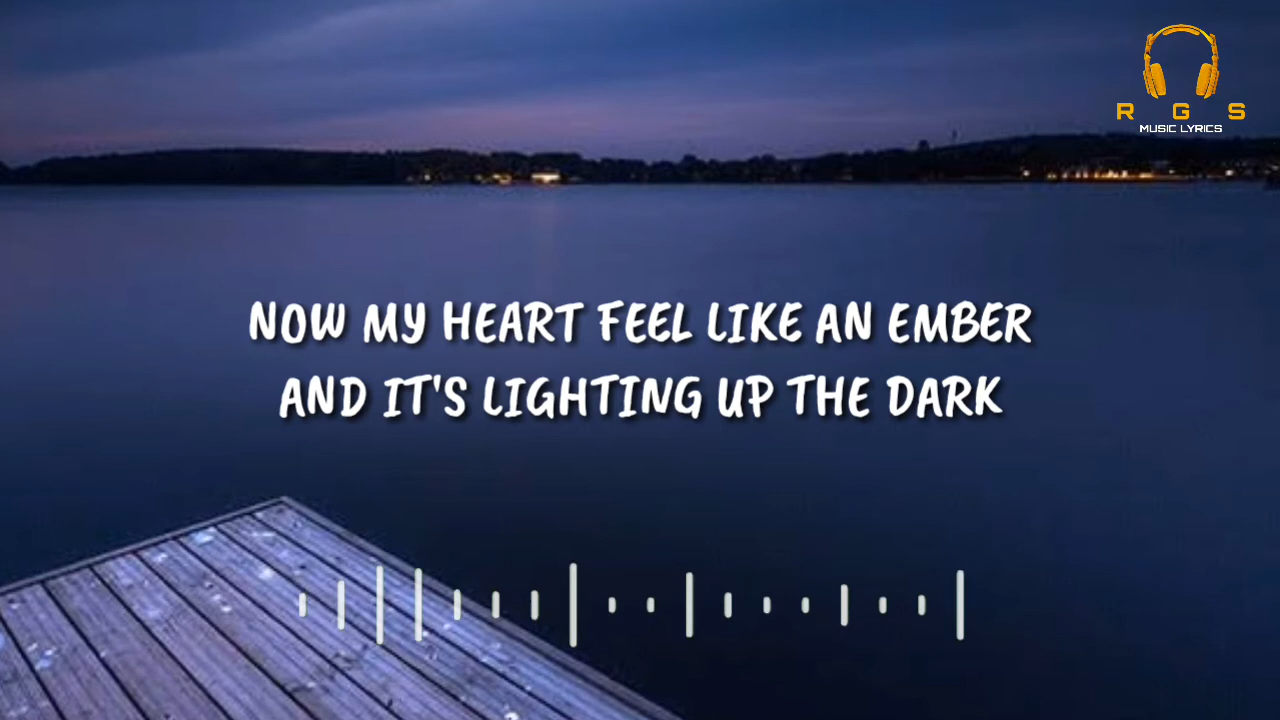 R G S
MUSIC LYRICS
NOW MY HEART FEEL LIKE AN EMBER
AND IT'S LIGHTING UP THE DARK